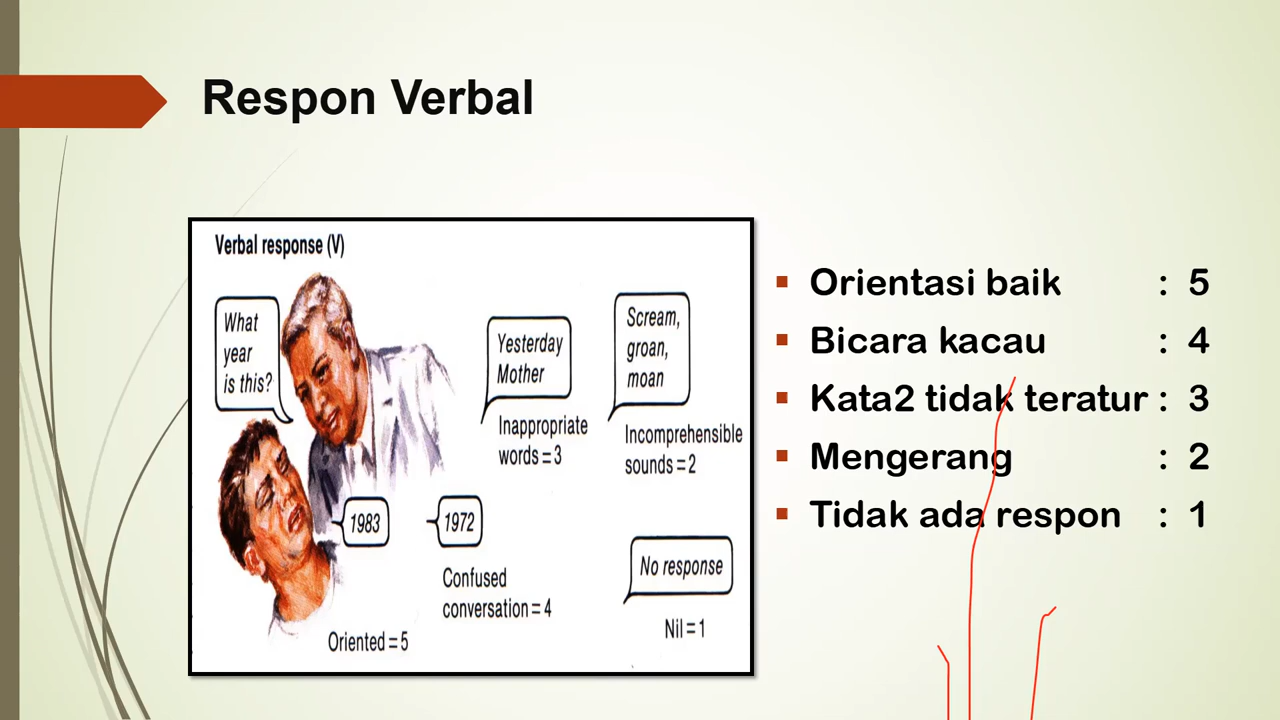 Respon Verbal
Verbal response (V)
What
year
is this?
Yesterday
Mother
Inappropriate
words = 3
Scream,
groan,
moan
Incomprehensible
sounds = 2
1983
Oriented = 5
1972
Confused
conversation = 4
No response
Nil = 1
Orientasi baik : 5
Bicara kacau : 4
Kata2 tidak teratur : 3
Mengerang : 2
Tidak ada respon : 1